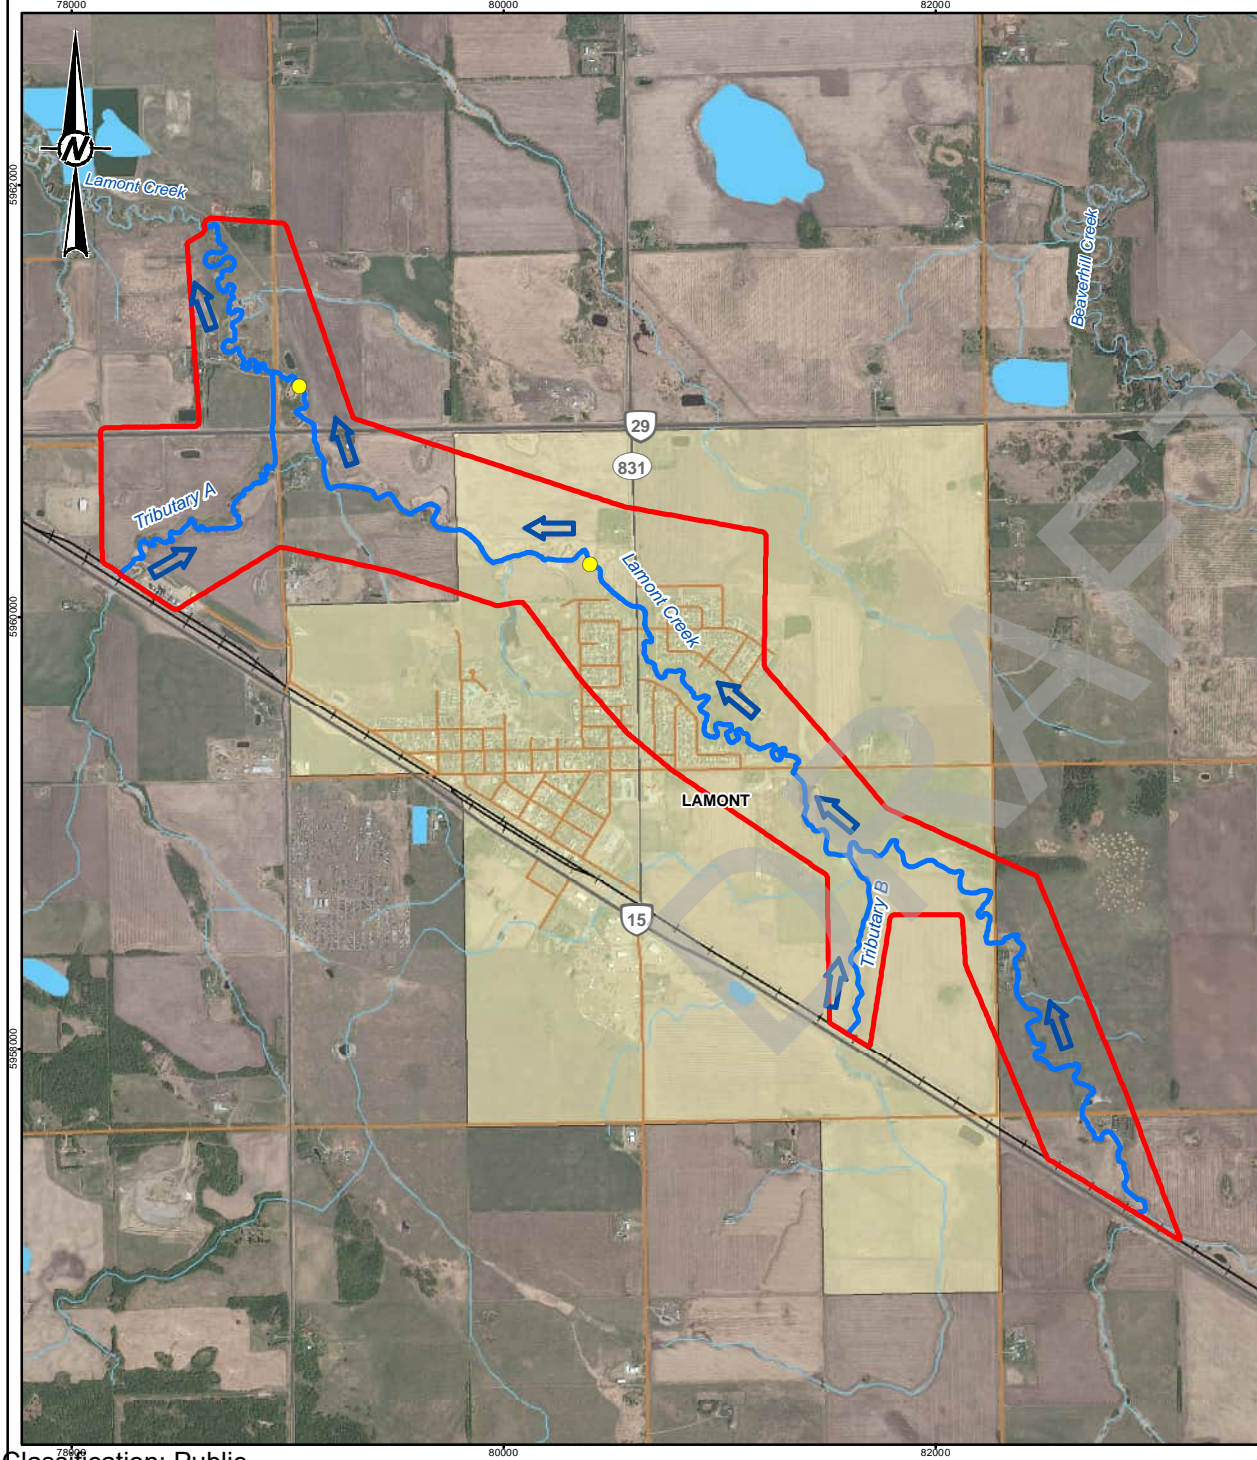 78000 80000 82000
N
5962000
Lamont Creek
Beaverhill Creek
29
831
Tributary A
Lamont Creek
5960000
LAMONT
DRAFT
Tributary B
15
5958000
78000 80000 82000
Classification: Public